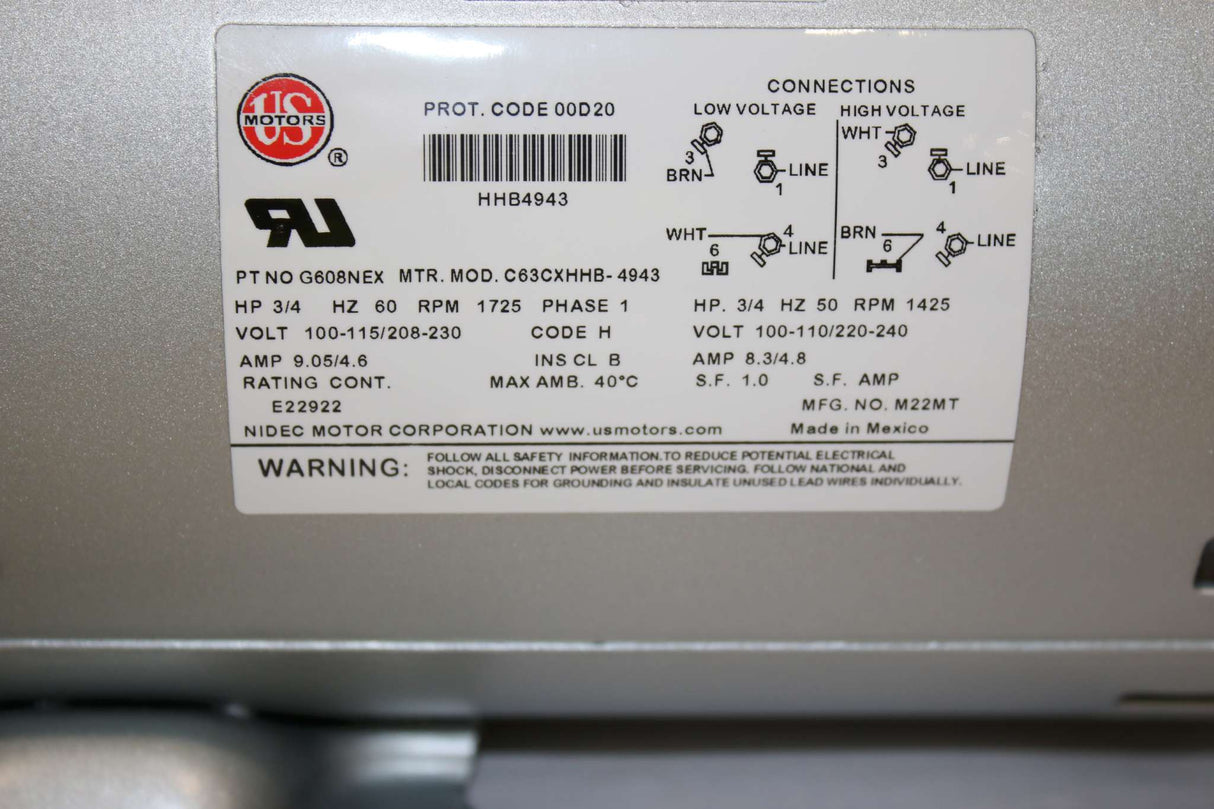 US
MOTORS
®
PROT. CODE 00D20
HHB4943
CONNECTIONS
LOW VOLTAGE
3
BRN
LINE
1
WHT
6
4
LINE
HIGH VOLTAGE
WHT
3
LINE
1
BRN
6
4
LINE
PT NO G608NEX MTR. MOD. C63CXHHB-4943
HP 3/4 HZ 60 RPM 1725 PHASE 1
VOLT 100-115/208-230 CODE H
AMP 9.05/4.6 INS CL B
RATING CONT. MAX AMB. 40°C
E22922
HP. 3/4 HZ 50 RPM 1425
VOLT 100-110/220-240
AMP 8.3/4.8
S.F. 1.0 S.F. AMP
MFG. NO. M22MT
NIDEC MOTOR CORPORATION www.usmotors.com Made in Mexico
WARNING:
FOLLOW ALL SAFETY INFORMATION.TO REDUCE POTENTIAL ELECTRICAL
SHOCK, DISCONNECT POWER BEFORE SERVICING. FOLLOW NATIONAL AND
LOCAL CODES FOR GROUNDING AND INSULATE UNUSED LEAD WIRES INDIVIDUALLY.